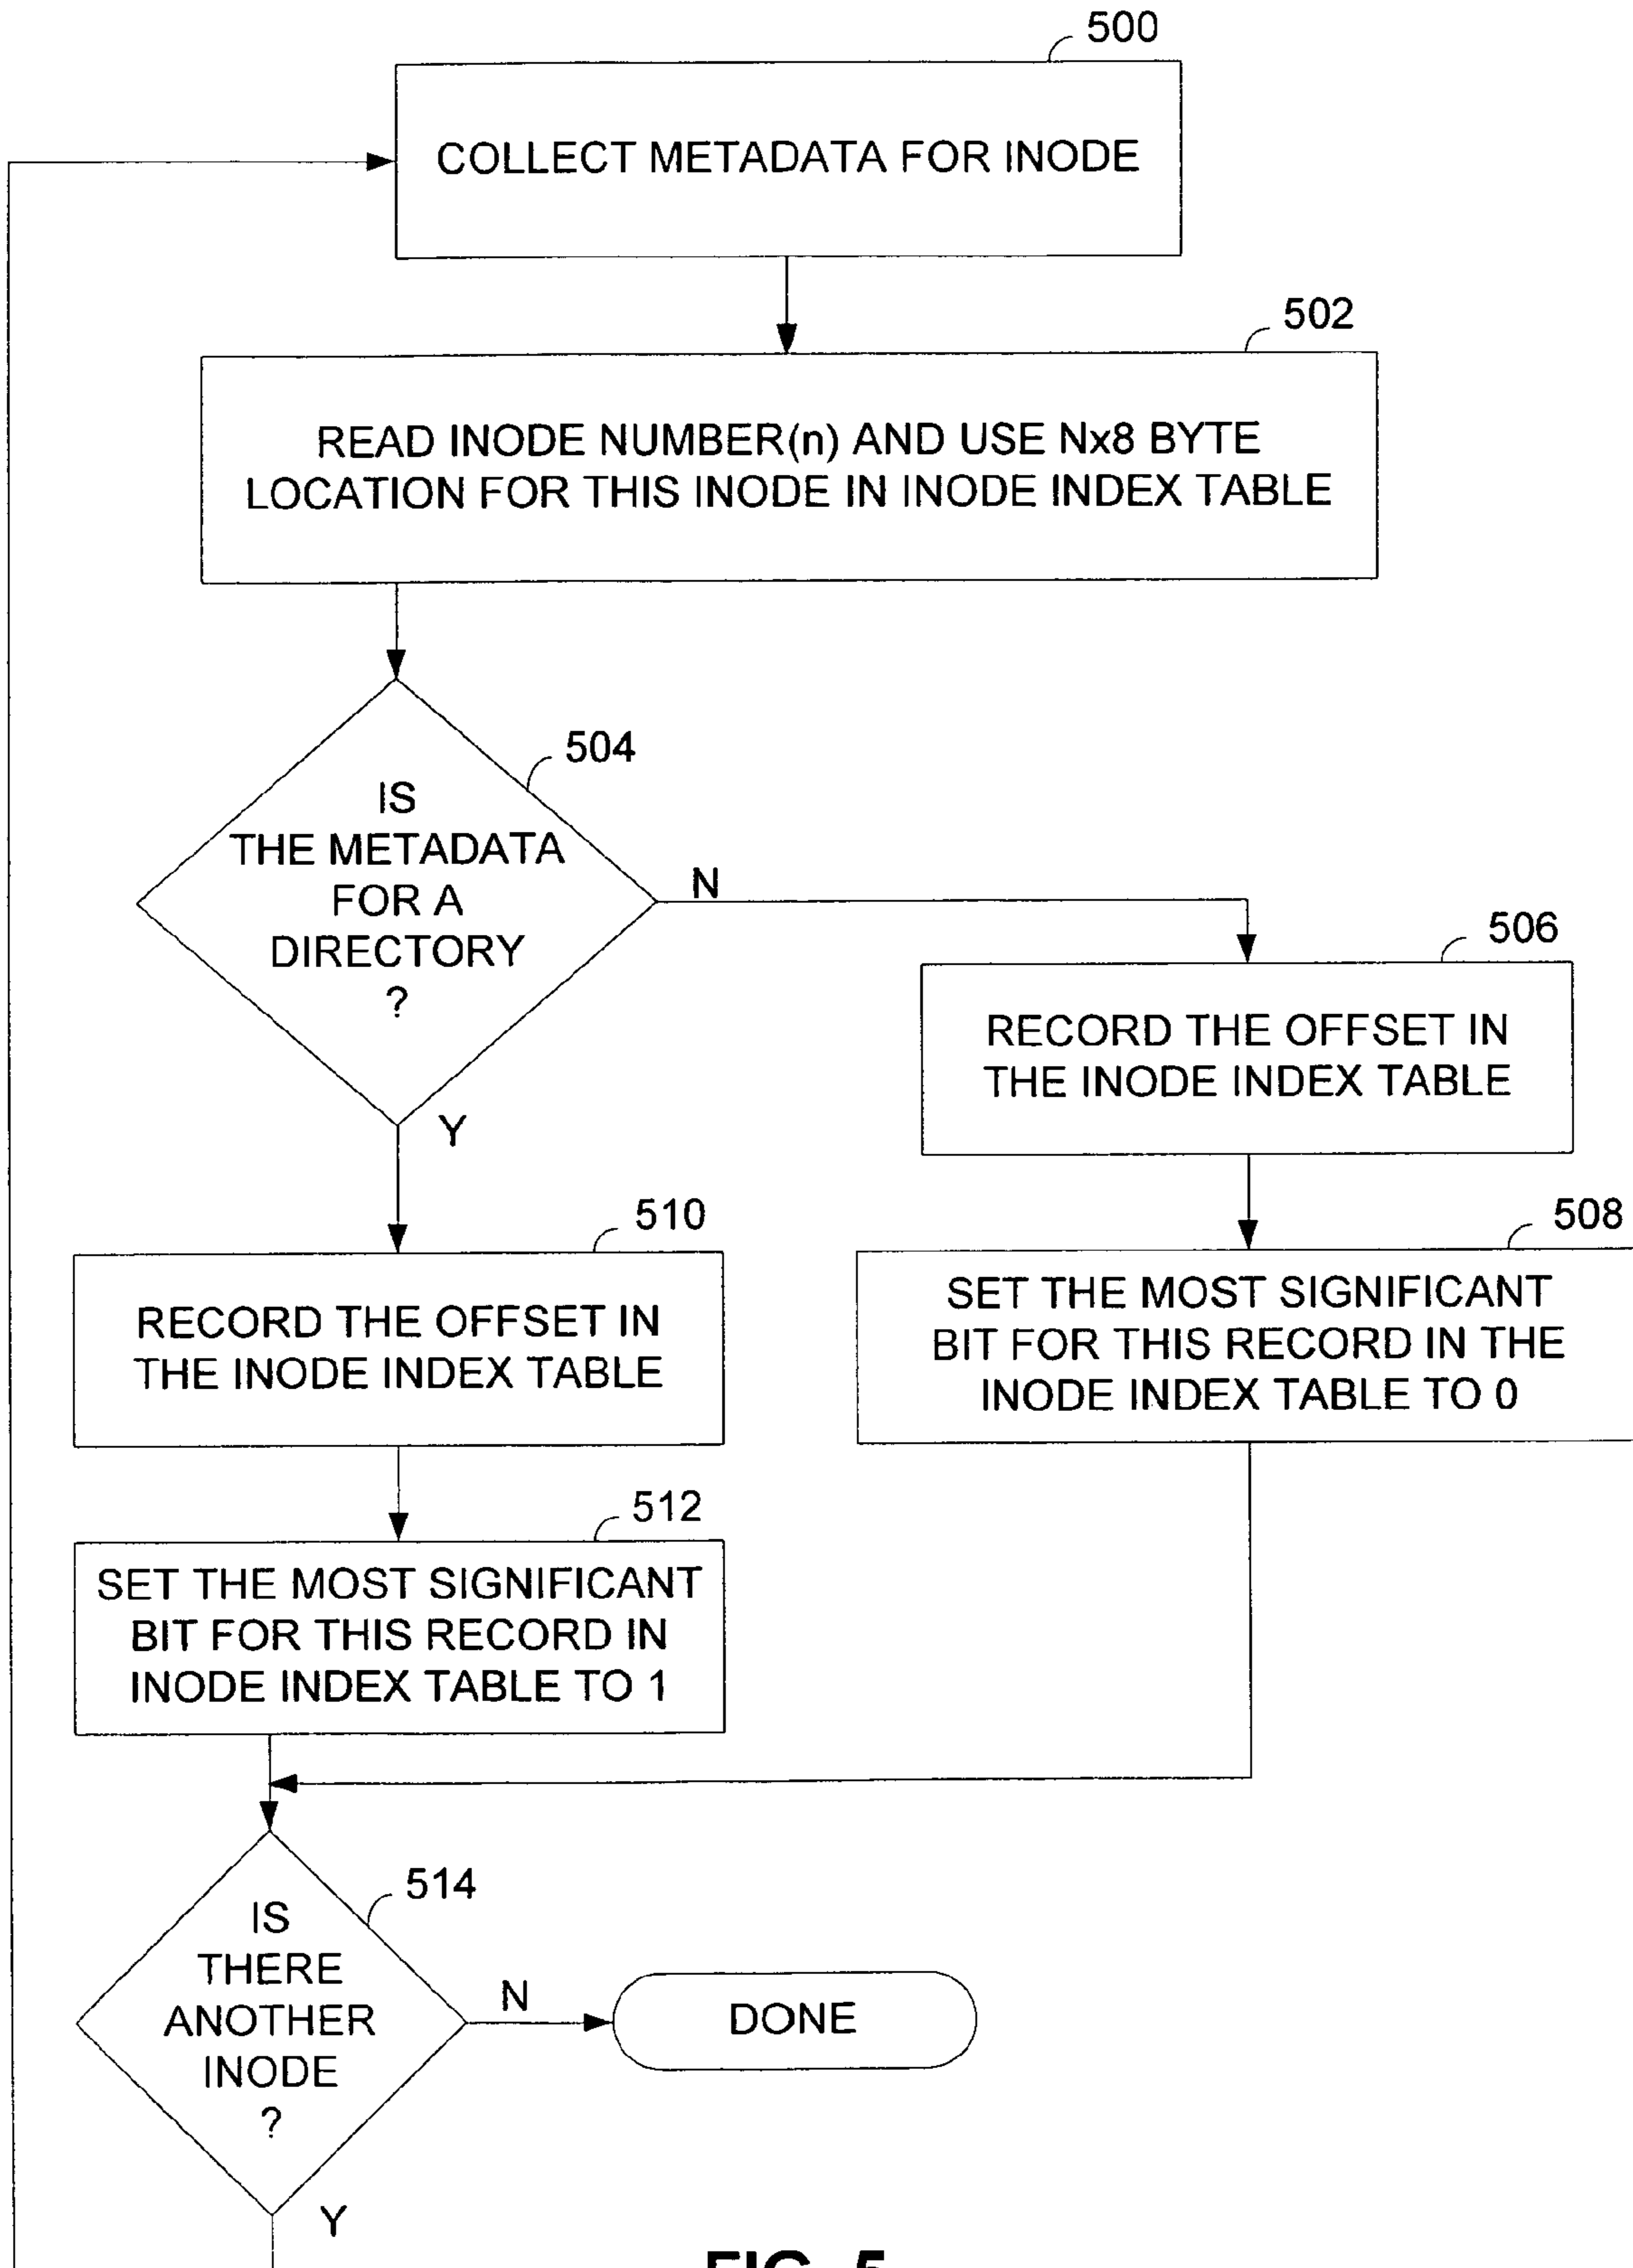 500
COLLECT METADATA FOR INODE
502
READ INODE NUMBER(n) AND USE Nx8 BYTE
LOCATION FOR THIS INODE IN INODE INDEX TABLE
504
IS
THE METADATA
FOR A
DIRECTORY
?
N
Y
506
RECORD THE OFFSET IN
THE INODE INDEX TABLE
508
SET THE MOST SIGNIFICANT
BIT FOR THIS RECORD IN THE
INODE INDEX TABLE TO 0
510
RECORD THE OFFSET IN
THE INODE INDEX TABLE
512
SET THE MOST SIGNIFICANT
BIT FOR THIS RECORD IN
INODE INDEX TABLE TO 1
514
IS
THERE
ANOTHER
INODE
?
N
DONE
Y
FIG. 5